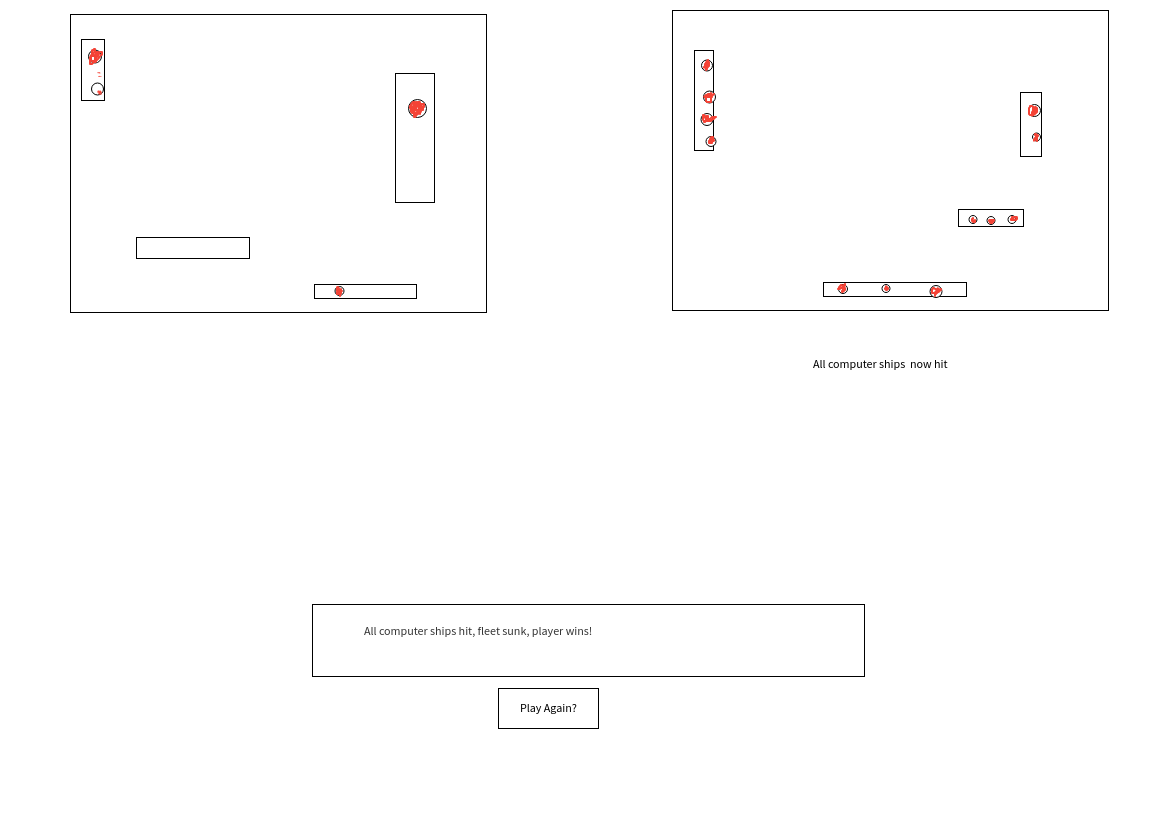 All computer ships  now hit
All computer ships hit, fleet sunk, player wins!
Play Again?